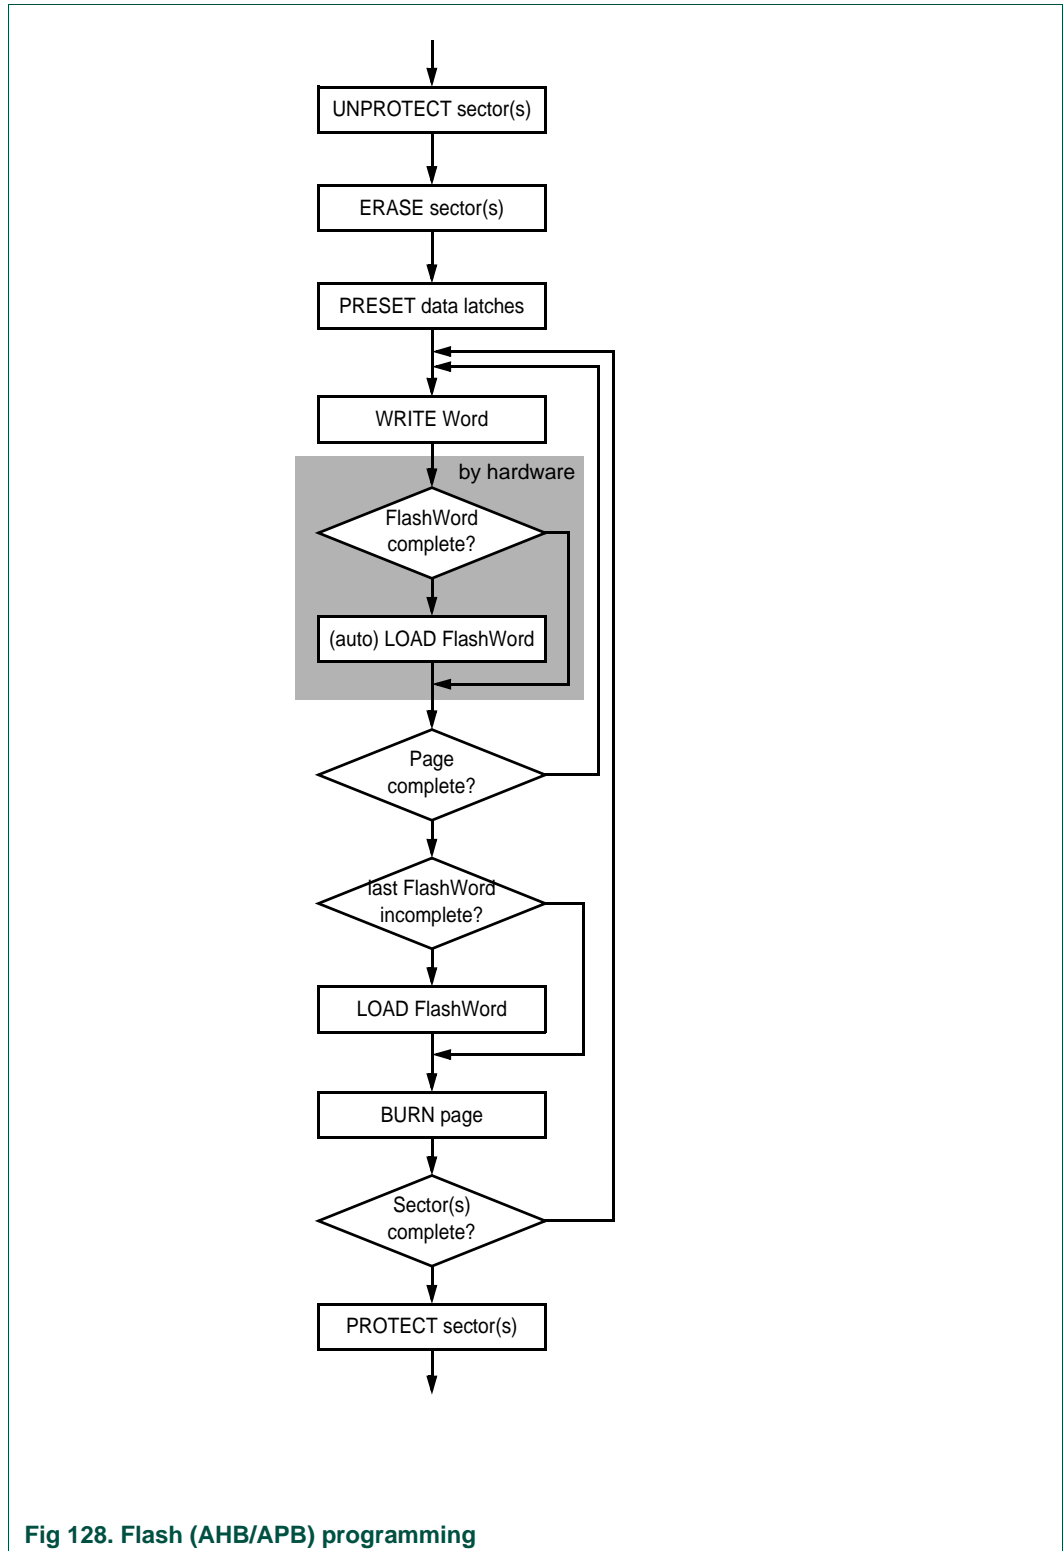 UNPROTECT sector(s)
ERASE sector(s)
PRESET data latches
WRITE Word
by hardware
FlashWord
complete?
(auto) LOAD FlashWord
Page
complete?
last FlashWord
incomplete?
LOAD FlashWord
BURN page
Sector(s)
complete?
PROTECT sector(s)
Fig 128. Flash (AHB/APB) programming